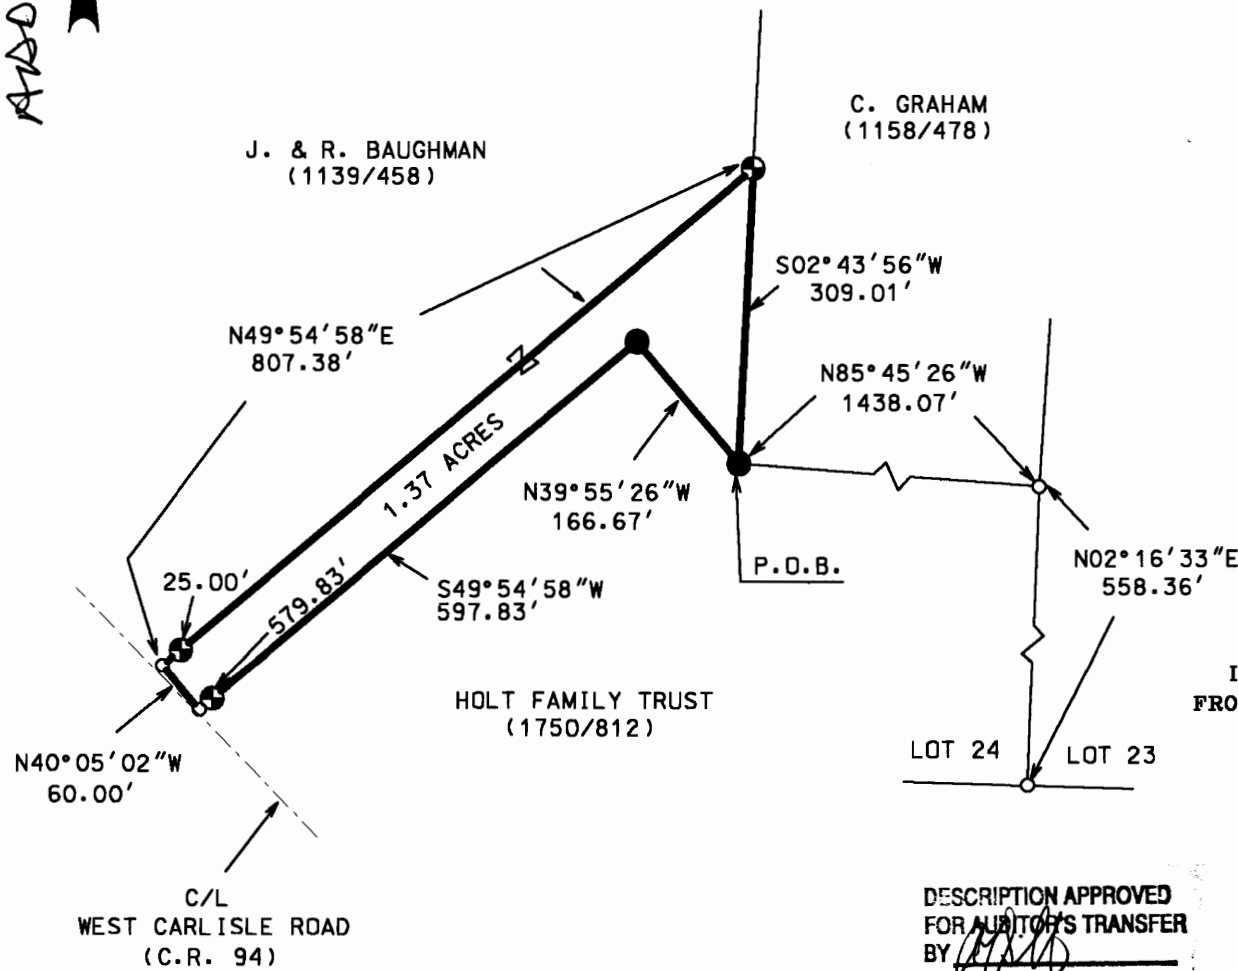 C. GRAHAM
(1158/478)
J. & R. BAUGHMAN
(1139/458)
S02°43'56"W
309.01'
N49°54'58"E
807.38'
N85°45'26"W
1438.07'
1.37 ACRES
N39°55'26"W
166.67'
P.O.B.
N02°16'33"E
558.36'
25.00'
579.83'
S49°54'58"W
597.83'
HOLT FAMILY TRUST
(1750/812)
I
FRO
LOT 24
LOT 23
N40°05'02"W
60.00'
C/L
WEST CARLISLE ROAD
(C.R. 94)
DESCRIPTION APPROVED
FOR AUDITOR'S TRANSFER
BY